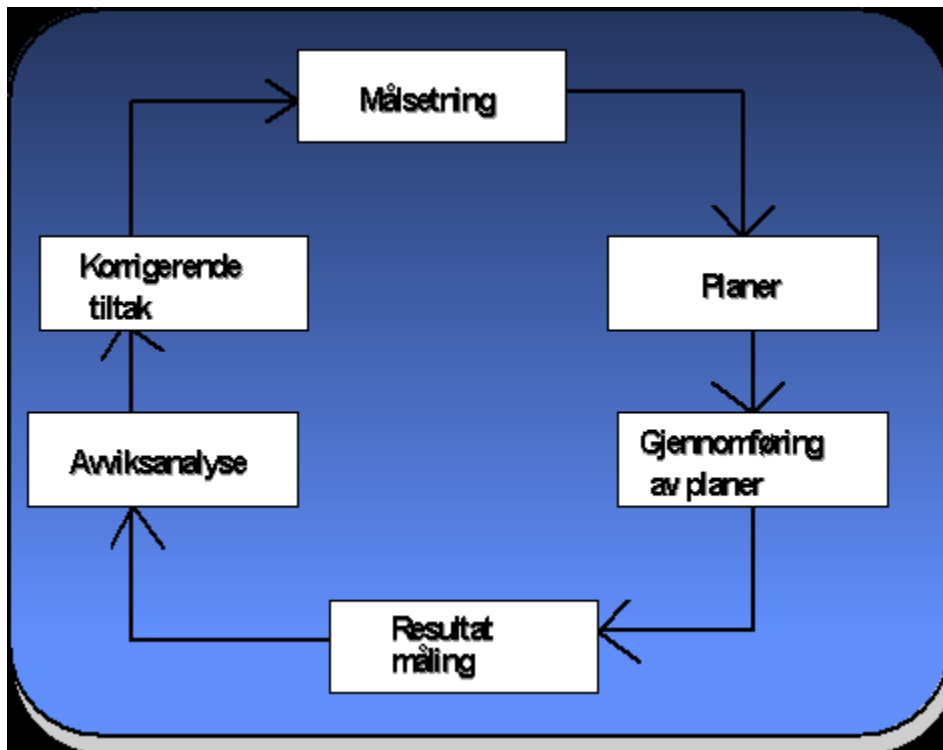 Målsetning
Planer
Gjennomføring
av planer
Resultat
måling
Avviksanalyse
Korrigerende
tiltak